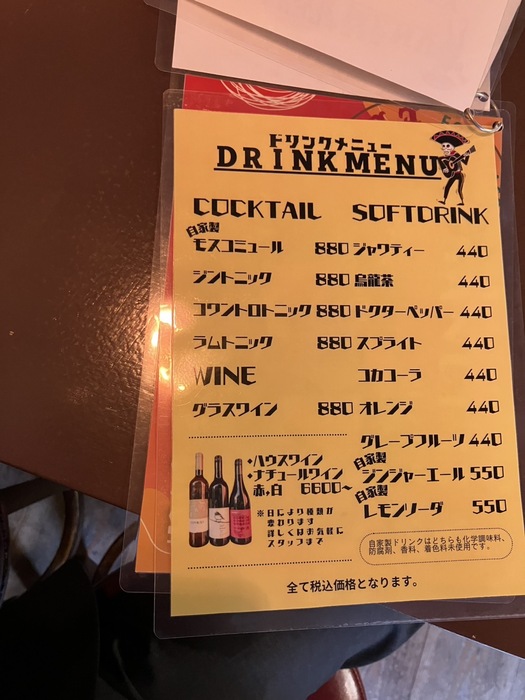 ドリンクメニュー
DRINK MENU
COCKTAIL
自家製
モスコミュール 880
ジントニック 880
コワントロトニック 880
ラムトニック 880
WINE
グラスワイン 880
・ハウスワイン
・ナチュールワイン
赤,白 6600〜
※日により種類が
変わります
詳しくはお気軽に
スタッフまで
SOFTDRINK
ジャワティー 440
烏龍茶 440
ドクターペッパー 440
スプライト 440
コカコーラ 440
オレンジ 440
グレープフルーツ 440
自家製
ジンジャーエール 550
自家製
レモンソーダ 550
自家製ドリンクはどちらも化学調味料、
防腐剤、香料、着色料未使用です。
全て税込価格となります。